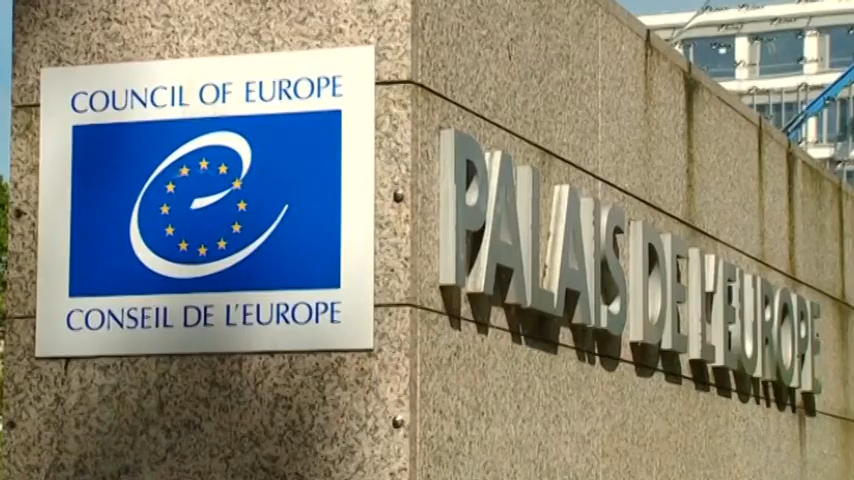 COUNCIL OF EUROPE
CONSEIL DE L'EUROPE
PALAIS DE L'EUROPE